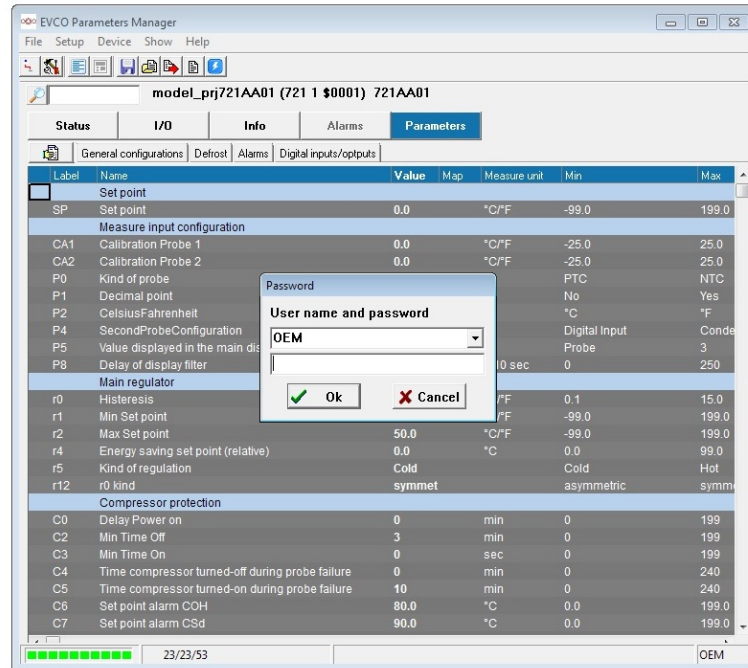 EVCO Parameters Manager
File Setup Device Show Help
model_prj721AA01 (721 1 $0001) 721AA01
Status I/O Info Alarms Parameters
General configurations Defrost Alarms Digital inputs/optputs
Label Name Value Map Measure unit Min Max
Set point
SP Set point 0.0 °C/°F -99.0 199.0
Measure input configuration
CA1 Calibration Probe 1 0.0 °C/°F -25.0 25.0
CA2 Calibration Probe 2 0.0 °C/°F -25.0 25.0
P0 Kind of probe PTC NTC
P1 Decimal point No Yes
P2 CelsiusFahrenheit °C °F
P4 SecondProbeConfiguration Digital Input Conde
P5 Value displayed in the main dis Probe 3
P8 Delay of display filter 10 sec 0 250
Main regulator
r0 Histeresis /°F 0.1 15.0
r1 Min Set point /°F -99.0 199.0
r2 Max Set point 50.0 °C/°F -99.0 199.0
r4 Energy saving set point (relative) 0.0 °C 0.0 99.0
r5 Kind of regulation Cold Cold Hot
r12 r0 kind symmet asymmetric symme
Compressor protection
C0 Delay Power on 0 min 0 199
C2 Min Time Off 3 min 0 199
C3 Min Time On 0 sec 0 199
C4 Time compressor turned-off during probe failure 0 min 0 240
C5 Time compressor turned-on during probe failure 10 min 0 240
C6 Set point alarm COH 80.0 °C 0.0 199.0
C7 Set point alarm CSd 90.0 °C 0.0 199.0
Password
User name and password
OEM
Ok Cancel
23/23/53 OEM